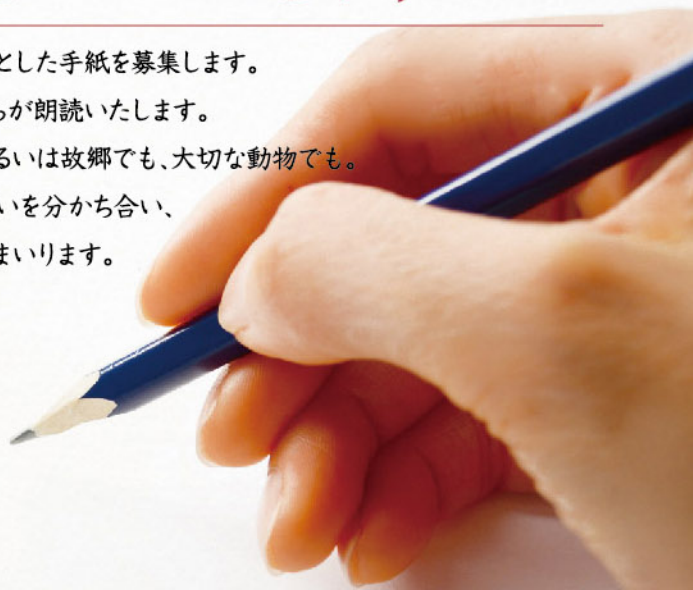 とした手紙を募集します。
が朗読いたします。
るいは故郷でも、大切な動物でも。
いを分かち合い、
まいります。